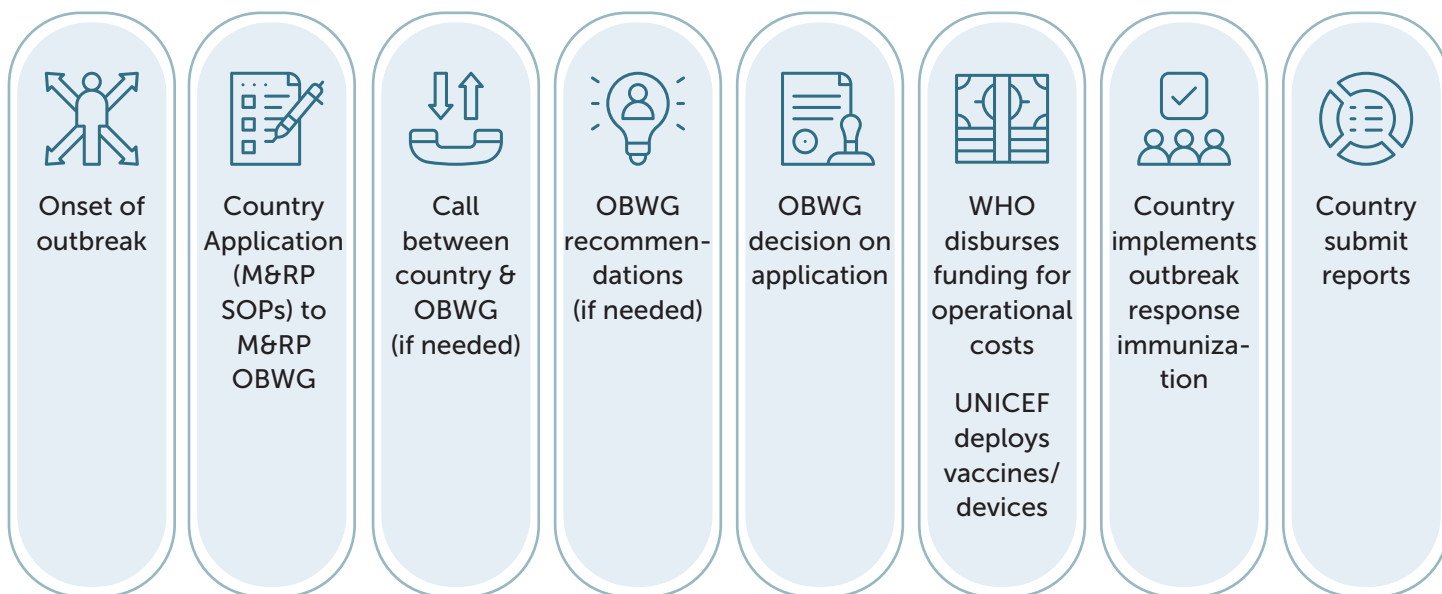 Onset of
outbreak
Country
Application
(M&RP
SOPs) to
M&RP
OBWG
Call
between
country &
OBWG
(if needed)
OBWG
recommen-
dations
(if needed)
OBWG
decision on
application
WHO
disburses
funding for
operational
costs
UNICEF
deploys
vaccines/
devices
Country
implements
outbreak
response
immuniza-
tion
Country
submit
reports